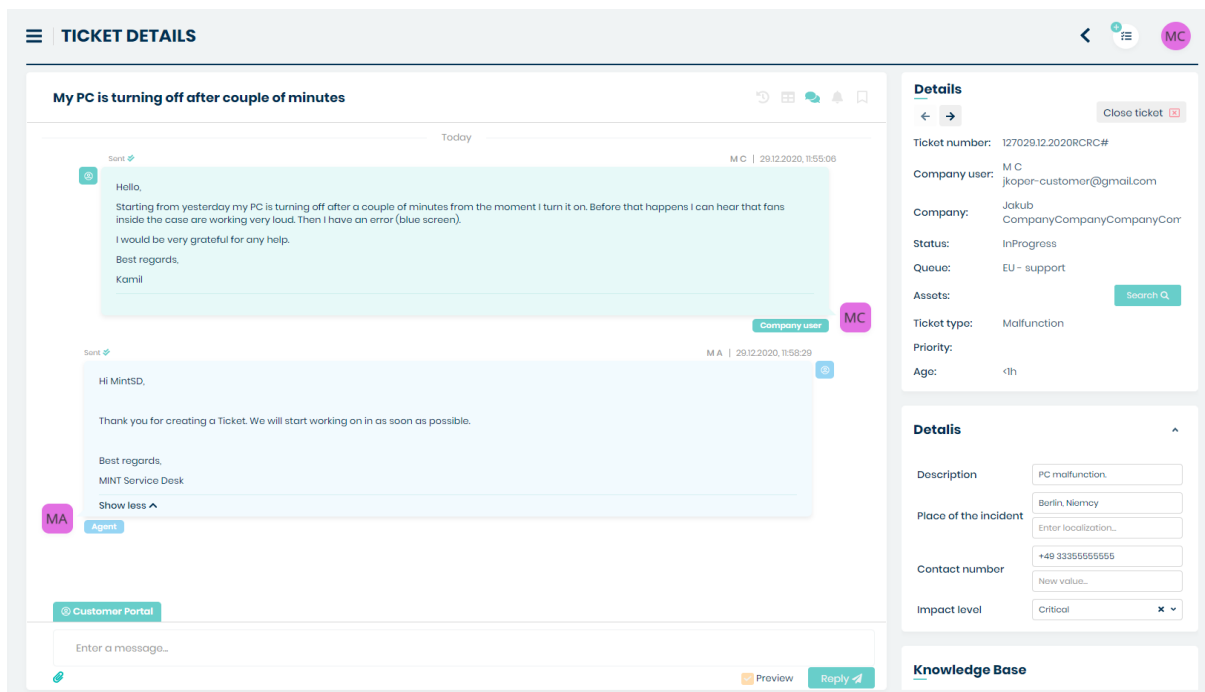 TICKET DETAILS
MC
My PC is turning off after couple of minutes
Today
Sent
M C | 29.12.2020, 11:55:06
Hello,
Starting from yesterday my PC is turning off after a couple of minutes from the moment I turn it on. Before that happens I can hear that fans
inside the case are working very loud. Then I have an error (blue screen).
I would be very grateful for any help.
Best regards,
Kamil
MC
Company user
Sent
M A | 29.12.2020, 11:58:29
Hi MintSD,
Thank you for creating a Ticket. We will start working on in as soon as possible.
Best regards,
MINT Service Desk
Show less
MA
Agent
Customer Portal
Enter a message...
Preview
Reply
Details
Close ticket
Ticket number: 127029.12.2020RCRC#
Company user: M C
jkoper-customer@gmail.com
Company: Jakub
CompanyCompanyCompanyCom
Status: InProgress
Queue: EU - support
Assets: Search
Ticket type: Malfunction
Priority:
Age: <1h
Detalis
Description PC malfunction.
Place of the incident Berlin, Niemcy
Enter localization...
Contact number +49 33355555555
New value...
Impact level Critical
Knowledge Base